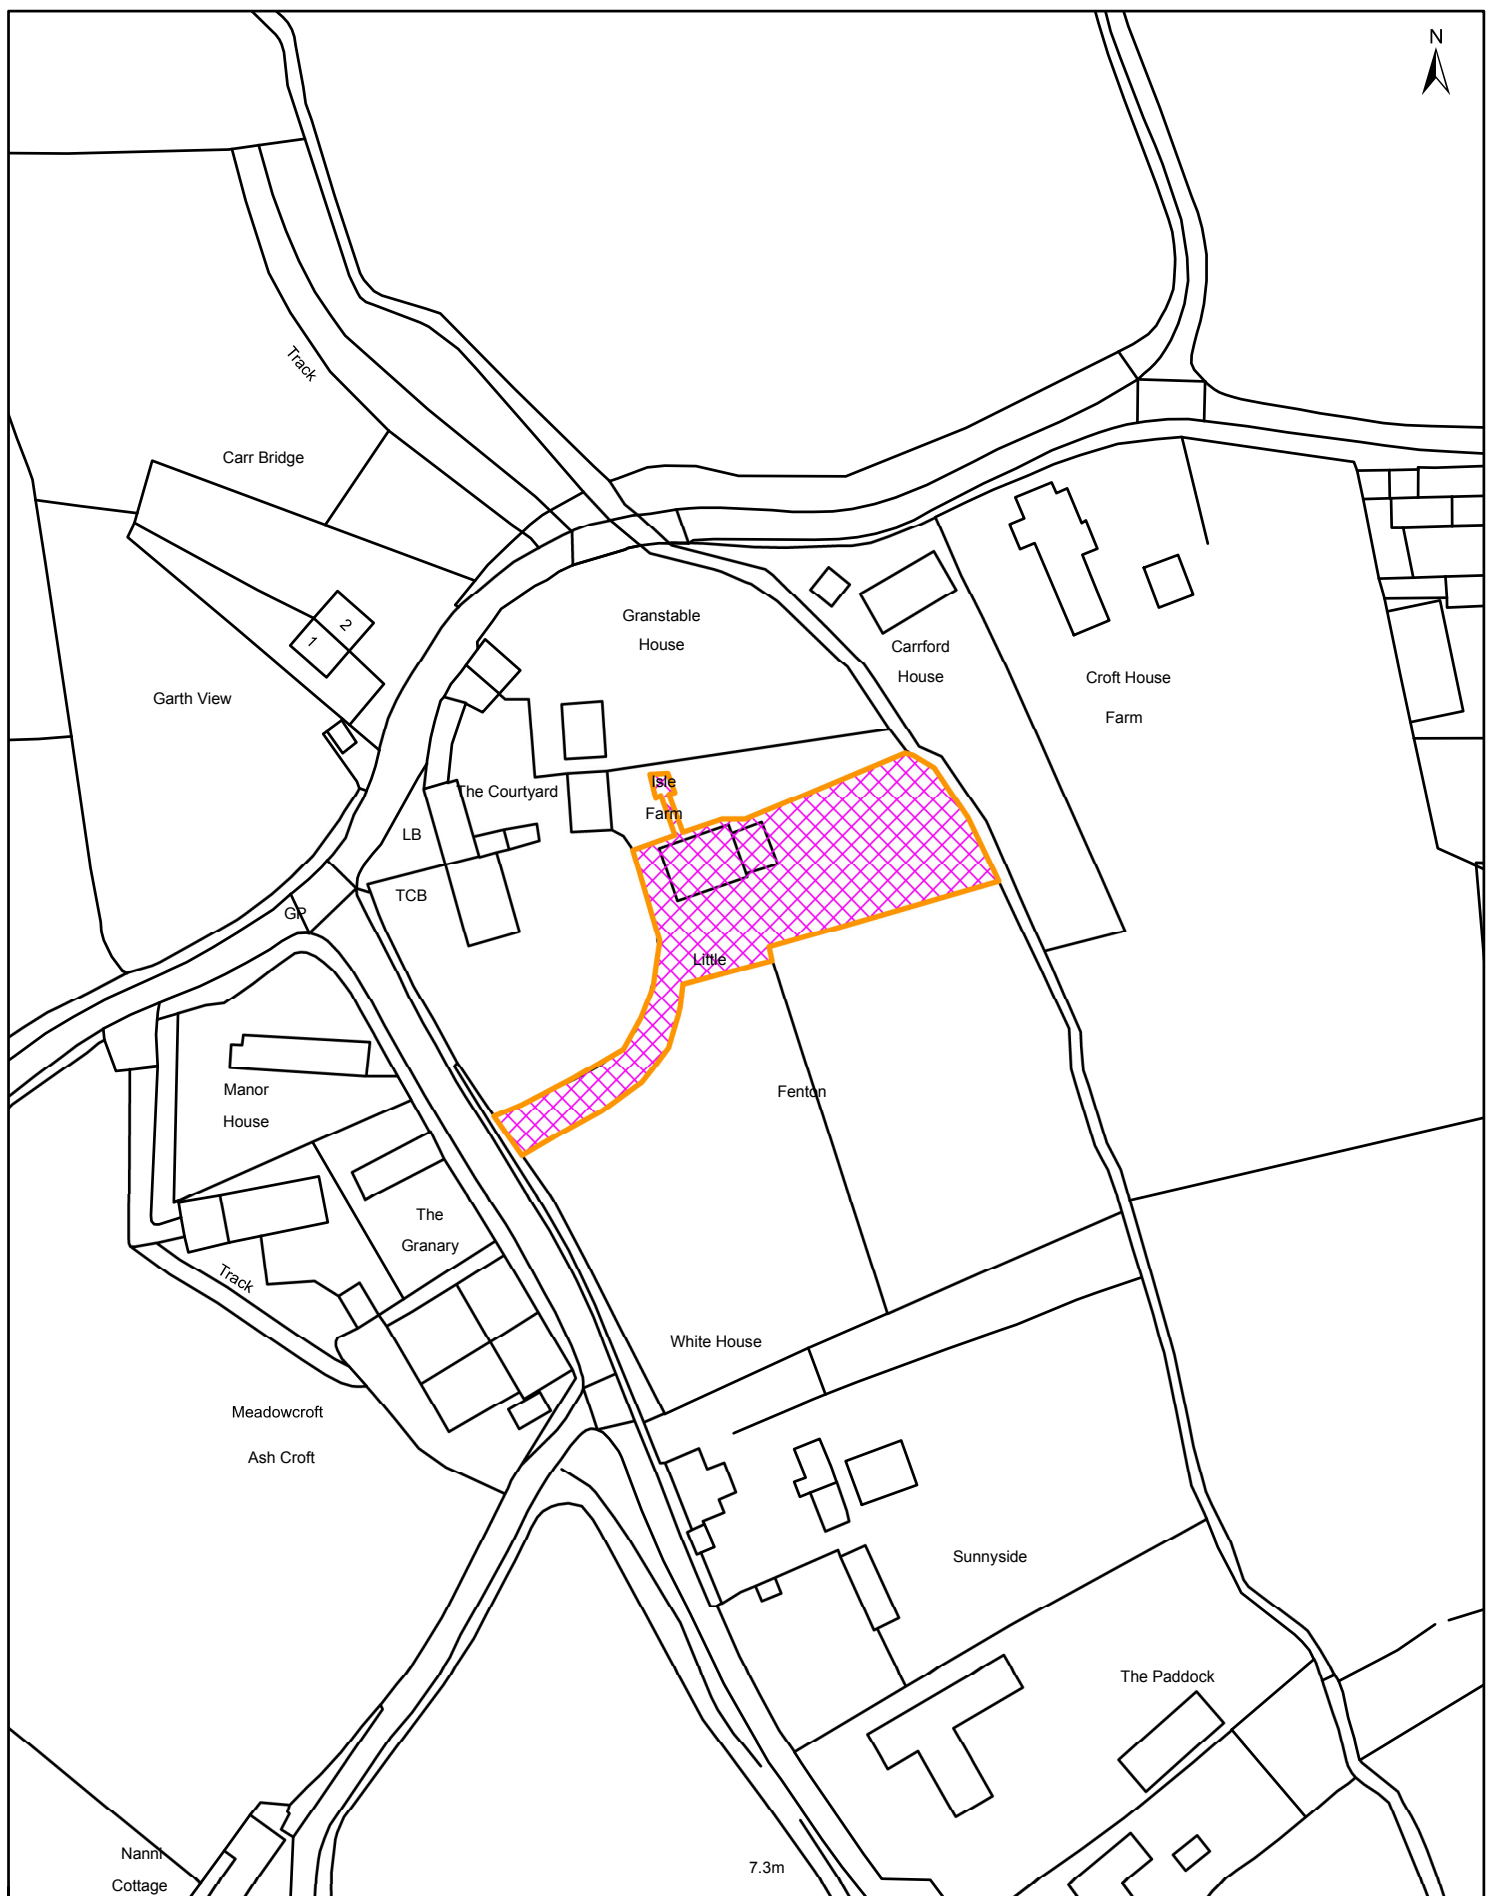 N
Track
Carr Bridge
2
1
Granstable
House
Carrford
House
Croft House
Farm
Garth View
Isle
The Courtyard
Farm
LB
TCB
GP
Little
Manor
House
Fenton
The
Granary
Track
White House
Meadowcroft
Ash Croft
Sunnyside
The Paddock
Nanni
Cottage
7.3m